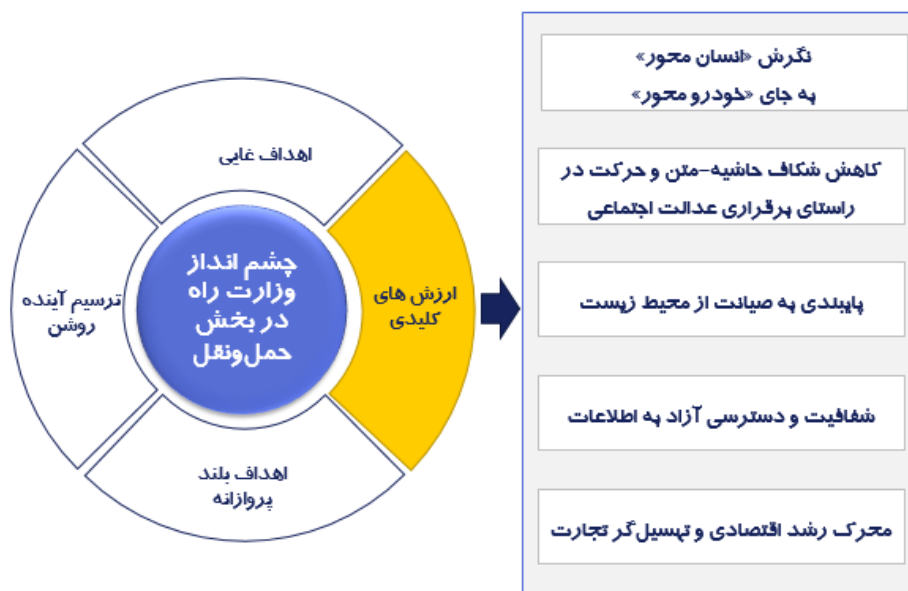 اهداف غایی
ترسیم آینده
روشن
چشم انداز
وزارت راه
در بخش
حمل‌ونقل
ارزش های
کلیدی
اهداف بلند
پروازانه
نگرش «انسان محور»
به جای «خودرو محور»
کاهش شکاف حاشیه-متن و حرکت در
راستای برقراری عدالت اجتماعی
پایبندی به صیانت از محیط زیست
شفافیت و دسترسی آزاد به اطلاعات
محرک رشد اقتصادی و تهسیل‌گر تجارت